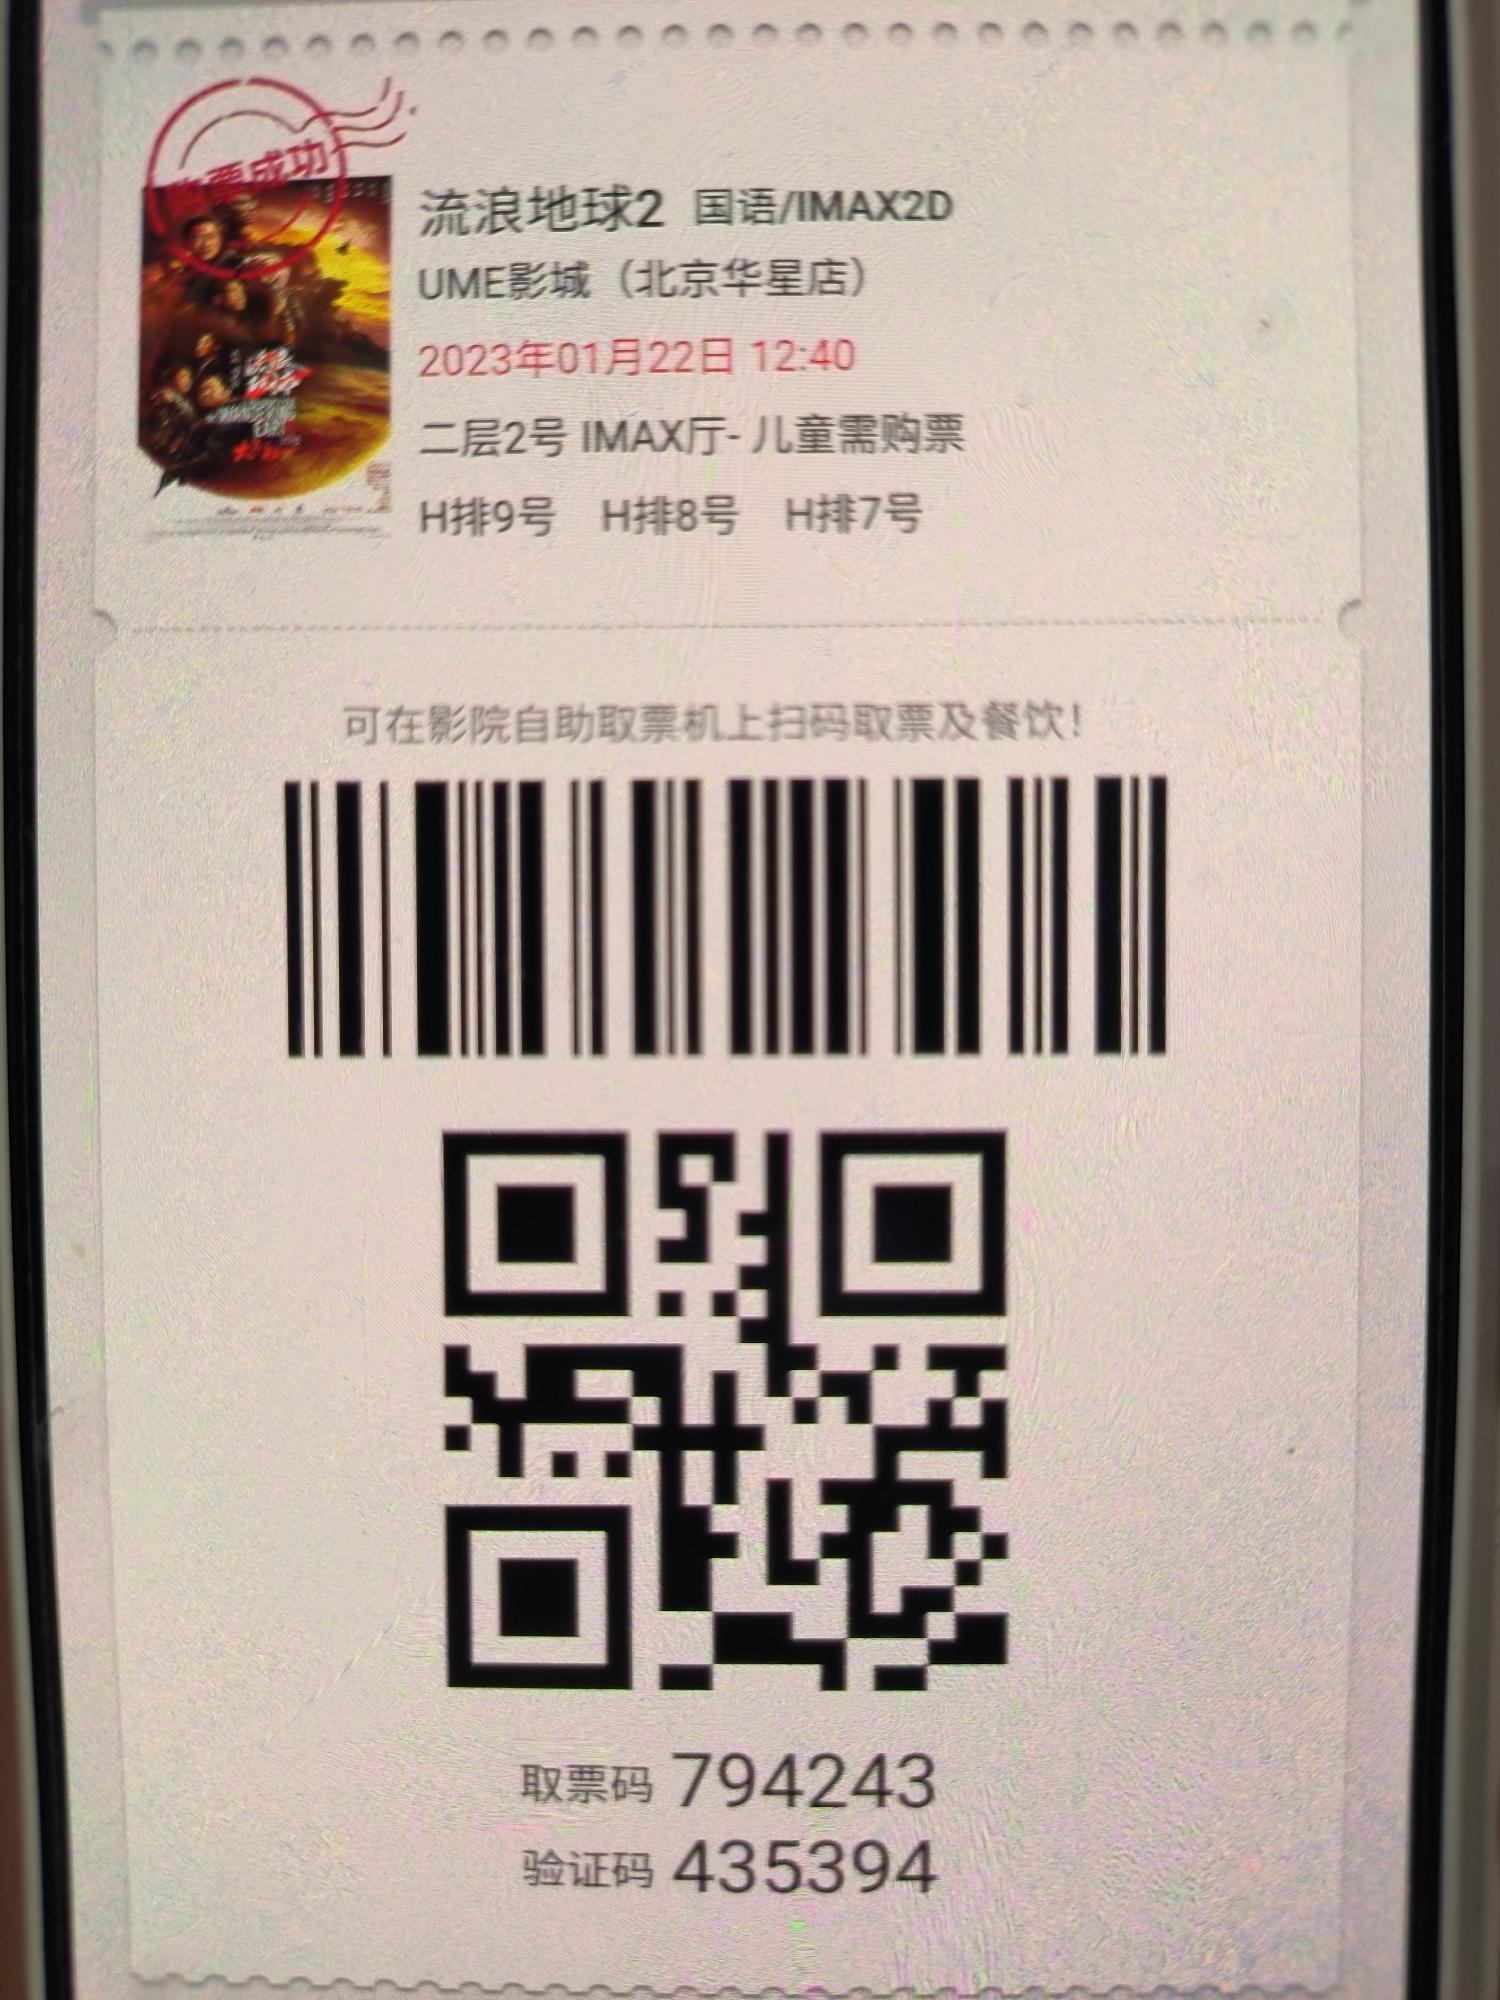 购票成功
流浪地球2 国语/IMAX2D
UME影城（北京华星店）
2023年01月22日 12:40
二层2号 IMAX厅- 儿童需购票
H排9号 H排8号 H排7号
可在影院自助取票机上扫码取票及餐饮！
取票码 794243
验证码 435394